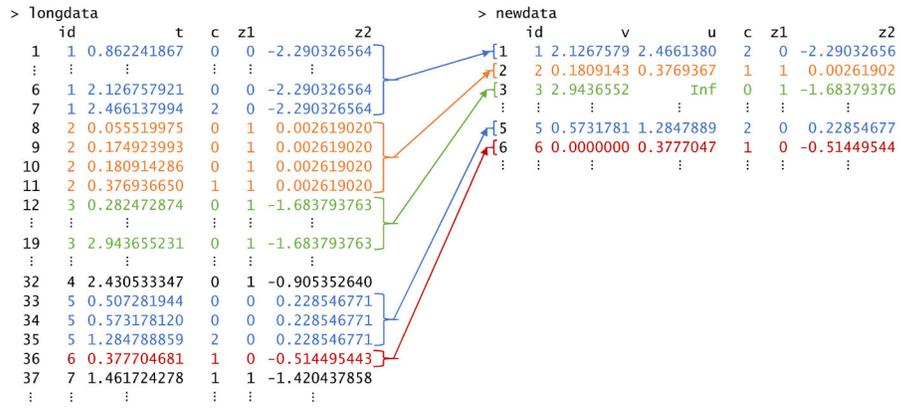 > longdata
id t c z1 z2
1 1 0.862241867 0 0 -2.290326564
⋮ ⋮ ⋮ ⋮ ⋮ ⋮
6 1 2.126757921 0 0 -2.290326564
7 1 2.466137994 2 0 -2.290326564
8 2 0.055519975 0 1 0.002619020
9 2 0.174923993 0 1 0.002619020
10 2 0.180914286 0 1 0.002619020
11 2 0.376936650 1 1 0.002619020
12 3 0.282472874 0 1 -1.683793763
⋮ ⋮ ⋮ ⋮ ⋮ ⋮
19 3 2.943655231 0 1 -1.683793763
⋮ ⋮ ⋮ ⋮ ⋮ ⋮
32 4 2.430533347 0 1 -0.905352640
33 5 0.507281944 0 0 0.228546771
34 5 0.573178120 0 0 0.228546771
35 5 1.284788859 2 0 0.228546771
36 6 0.377704681 1 0 -0.514495443
37 7 1.461724278 1 1 -1.420437858
⋮ ⋮ ⋮ ⋮ ⋮ ⋮
> newdata
id v u c z1 z2
1 1 2.1267579 2.4661380 2 0 -2.29032656
2 2 0.1809143 0.3769367 1 1 0.00261902
3 3 2.9436552 Inf 0 1 -1.68379376
⋮ ⋮ ⋮ ⋮ ⋮ ⋮ ⋮
5 5 0.5731781 1.2847889 2 0 0.22854677
6 6 0.0000000 0.3777047 1 0 -0.51449544
⋮ ⋮ ⋮ ⋮ ⋮ ⋮ ⋮